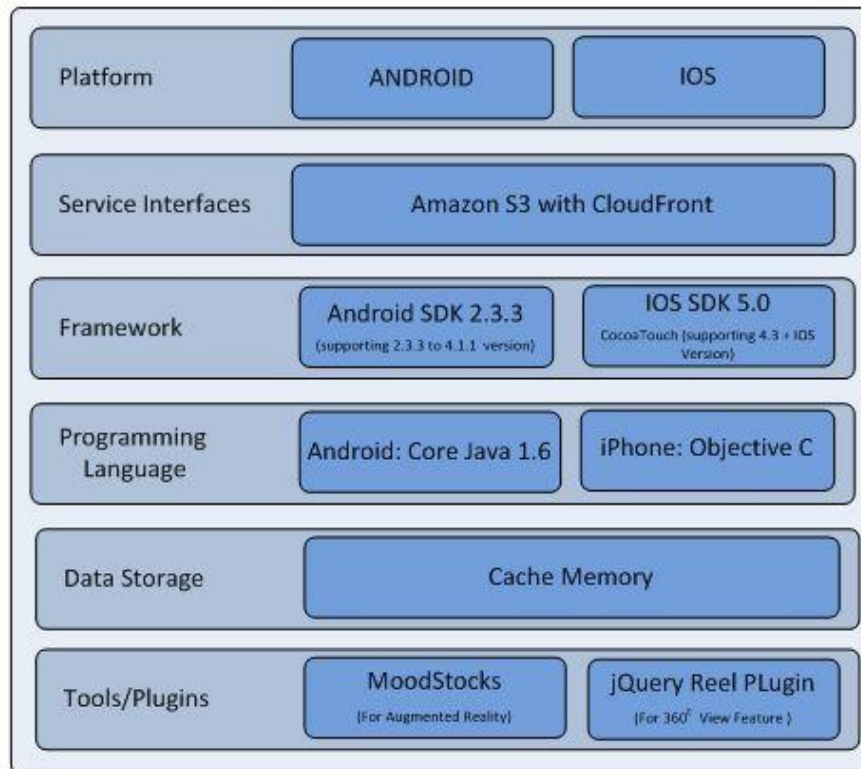 Platform
ANDROID
IOS
Service Interfaces
Amazon S3 with CloudFront
Framework
Android SDK 2.3.3
(supporting 2.3.3 to 4.1.1 version)
IOS SDK 5.0
CocoaTouch (supporting 4.3 + IOS
Version)
Programming
Language
Android: Core Java 1.6
iPhone: Objective C
Data Storage
Cache Memory
Tools/Plugins
MoodStocks
(For Augmented Reality)
jQuery Reel PLugin
(For 360° View Feature )